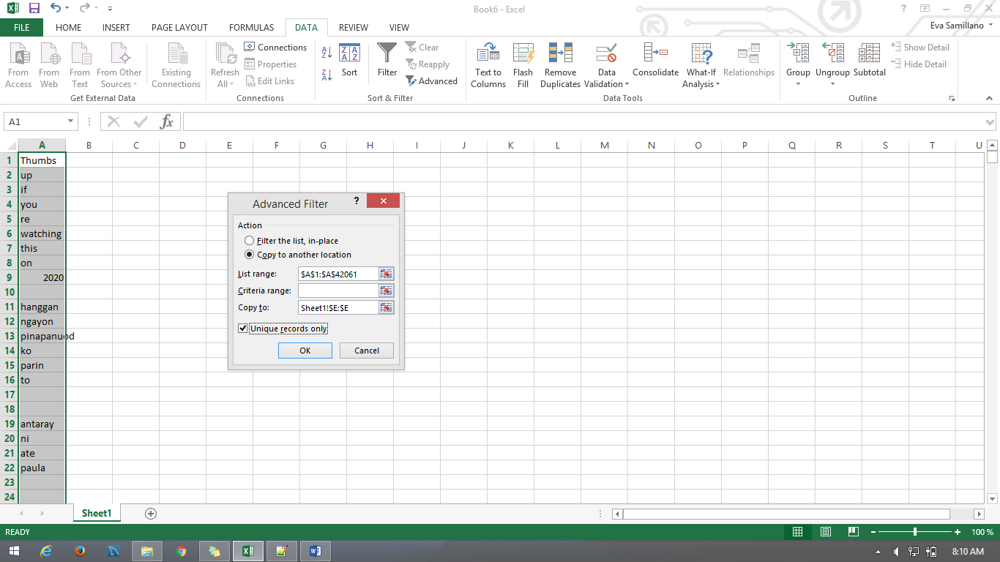 Book6 - Excel
FILE HOME INSERT PAGE LAYOUT FORMULAS DATA REVIEW VIEW Eva Samillano
From Access
From Web
From Text
From Other Sources
Existing Connections
Get External Data
Refresh All
Connections
Properties
Edit Links
Connections
Sort
Filter
Clear
Reapply
Advanced
Sort & Filter
Text to Columns
Flash Fill
Remove Duplicates
Data Validation
Consolidate
What-If Analysis
Relationships
Data Tools
Group
Ungroup
Subtotal
Show Detail
Hide Detail
Outline
A1 fx
A B C D E F G H I J K L M N O P Q R S T U
1 Thumbs
2 up
3 if
4 you
5 re
6 watching
7 this
8 on
9 2020
10
11 hanggan
12 ngayon
13 pinapanuod
14 ko
15 parin
16 to
17
18
19 antaray
20 ni
21 ate
22 paula
23
24
Advanced Filter ?
Action
Filter the list, in-place
Copy to another location
List range: $A$1:$A$42061
Criteria range:
Copy to: Sheet1!$E:$E
Unique records only
OK Cancel
Sheet1
READY 100 %
8:10 AM